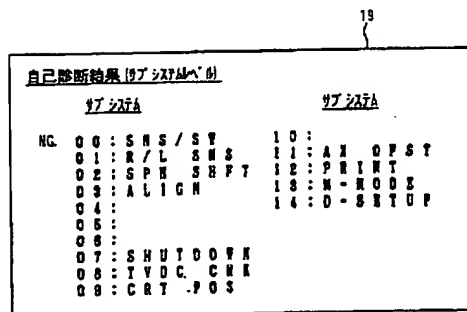 19
自己診断結果 (サブシステムレベル)
サブシステム
NG. 00:SNS/ST
01:R/L SNS
02:SPN SHFT
03:ALIGN
04:
05:
06:
07:SHUTDOWN
08:TVDC. CHK
09:CRT .POS
サブシステム
10:
11:AX OFST
12:PRINT
13:M-MODE
14:D-SETUP